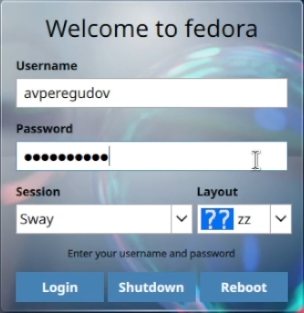 Welcome to fedora
Username
avperegudov
Password
●●●●●●●●●●
Session Layout
Sway ?? zz
Enter your username and password
Login Shutdown Reboot